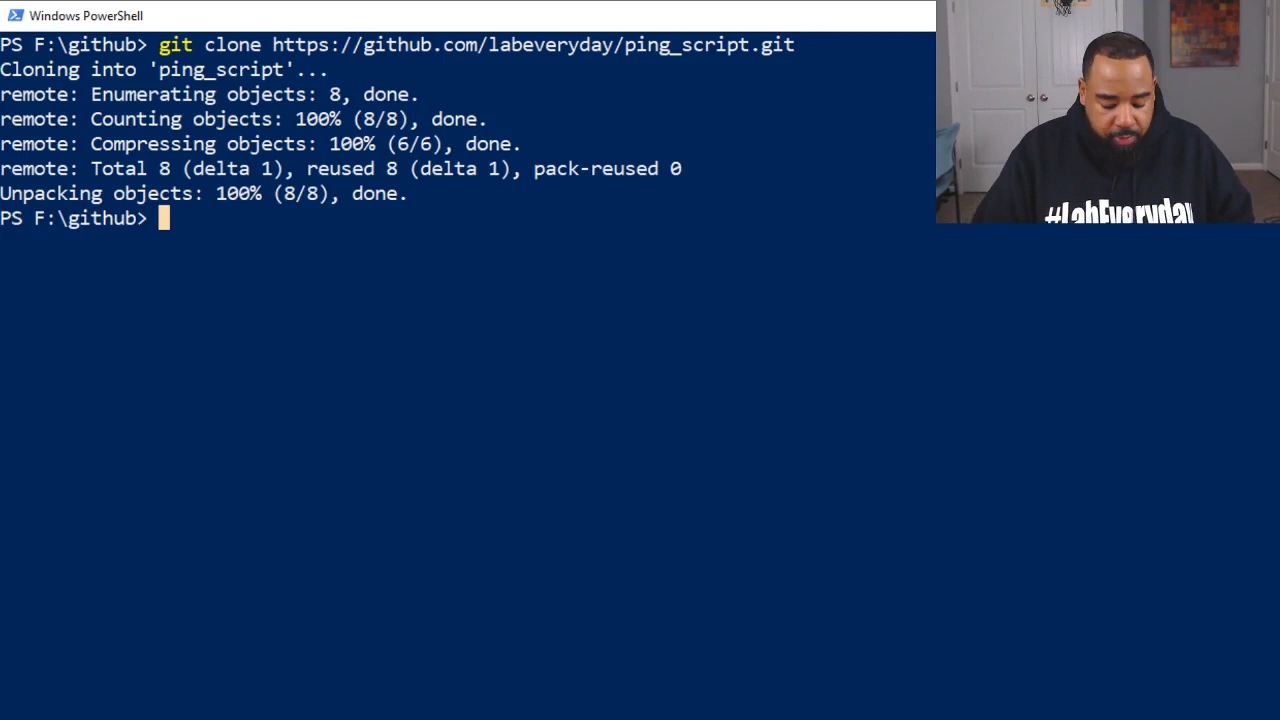 Windows PowerShell
PS F:\github> git clone https://github.com/labeveryday/ping_script.git
Cloning into 'ping_script'...
remote: Enumerating objects: 8, done.
remote: Counting objects: 100% (8/8), done.
remote: Compressing objects: 100% (6/6), done.
remote: Total 8 (delta 1), reused 8 (delta 1), pack-reused 0
Unpacking objects: 100% (8/8), done.
PS F:\github>
#LabEveryday